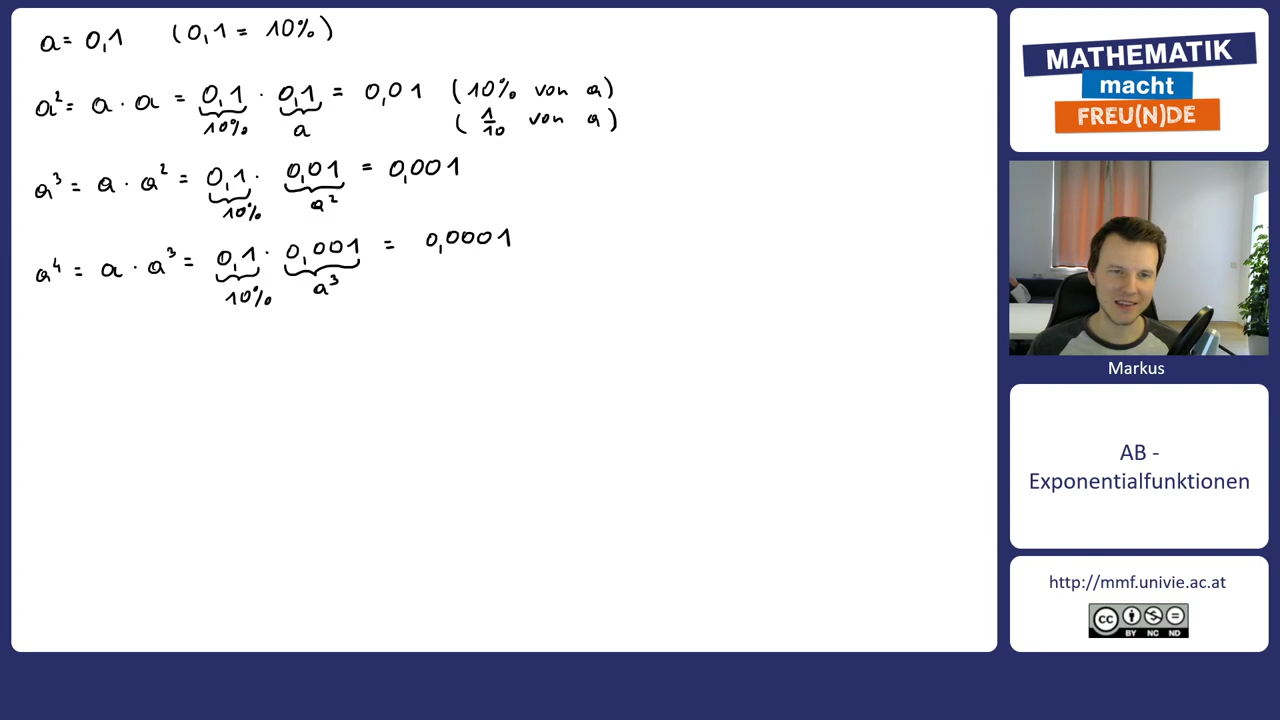 a = 0,1 (0,1 = 10%)
a² = a · a = 0,1 · 0,1 = 0,01 (10% von a)
10% a (1/10 von a)
a³ = a · a² = 0,1 · 0,01 = 0,001
10% a²
a⁴ = a · a³ = 0,1 · 0,001 = 0,0001
10% a³
MATHEMATIK
macht
FREU(N)DE
Markus
AB -
Exponentialfunktionen
http://mmf.univie.ac.at
cc
BY NC ND